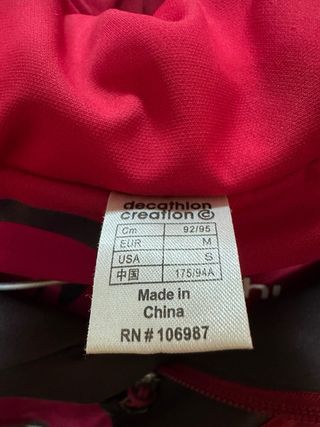 decathlon
creation ©
Cm 92/95
EUR M
USA S
中国 175/94A
Made in
China
RN # 106987